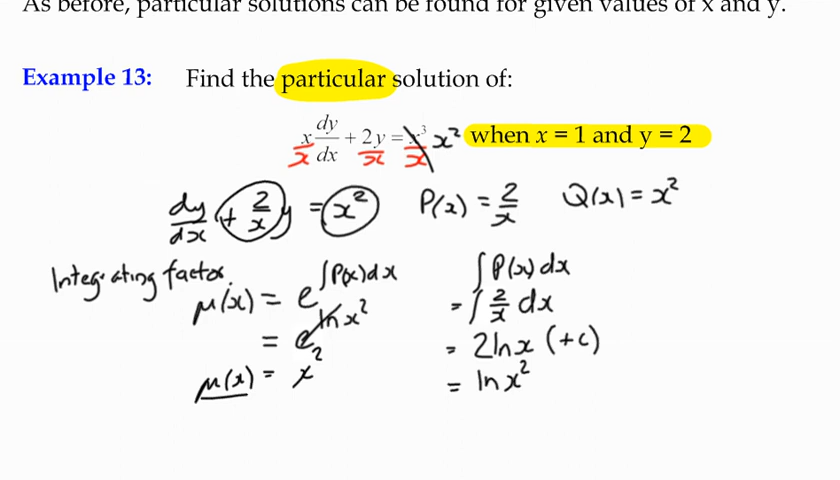 As before, particular solutions can be found for given values of x and y.
Example 13: Find the particular solution of:
x/x dy/dx + 2y/x = x³/x x² when x = 1 and y = 2
dy/dx + 2/x y = x² P(x) = 2/x Q(x) = x²
Integrating factor.
μ(x) = e^∫P(x)dx ∫P(x)dx
= e^ln x² = ∫ 2/x dx
μ(x) = x² = 2lnx (+c)
= ln x²